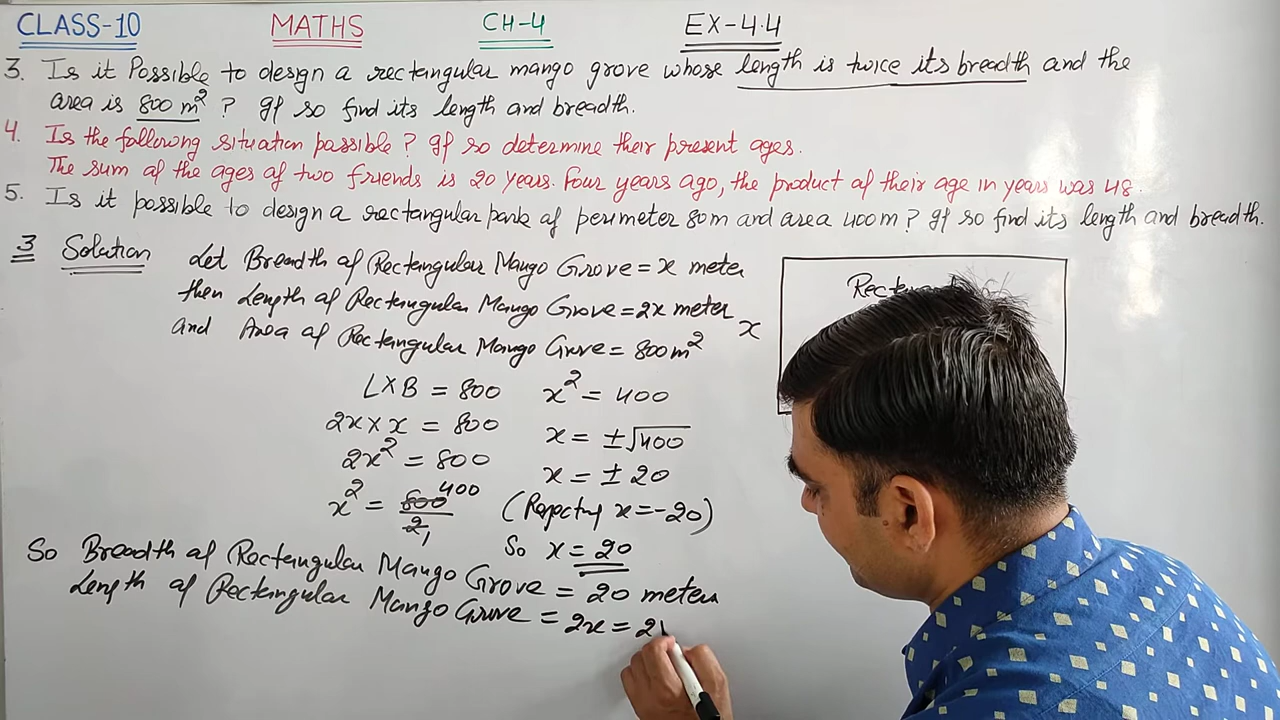 CLASS-10 MATHS CH-4 EX-4.4
3. Is it Possible to design a rectangular mango grove whose length is twice its breadth and the
area is 800 m² ? If so find its length and breadth.
4. Is the following situation possible ? If so determine their present ages.
The sum of the ages of two friends is 20 years. Four years ago, the product of their age in years was 48.
5. Is it possible to design a rectangular park of perimeter 80m and area 400m ? If so find its length and breadth.
3 Solution Let Breadth of Rectangular Mango Grove = x meter
then Length of Rectangular Mango Grove = 2x meter
and Area of Rectangular Mango Grove = 800m²
x
L×B = 800
2x × x = 800
2x² = 800
x² = 800/2 400 1
x² = 400
x = ±√400
x = ± 20
(Rejecting x = -20)
So x = 20
So Breadth of Rectangular Mango Grove = 20 meters
Length of Rectangular Mango Grove = 2x = 2